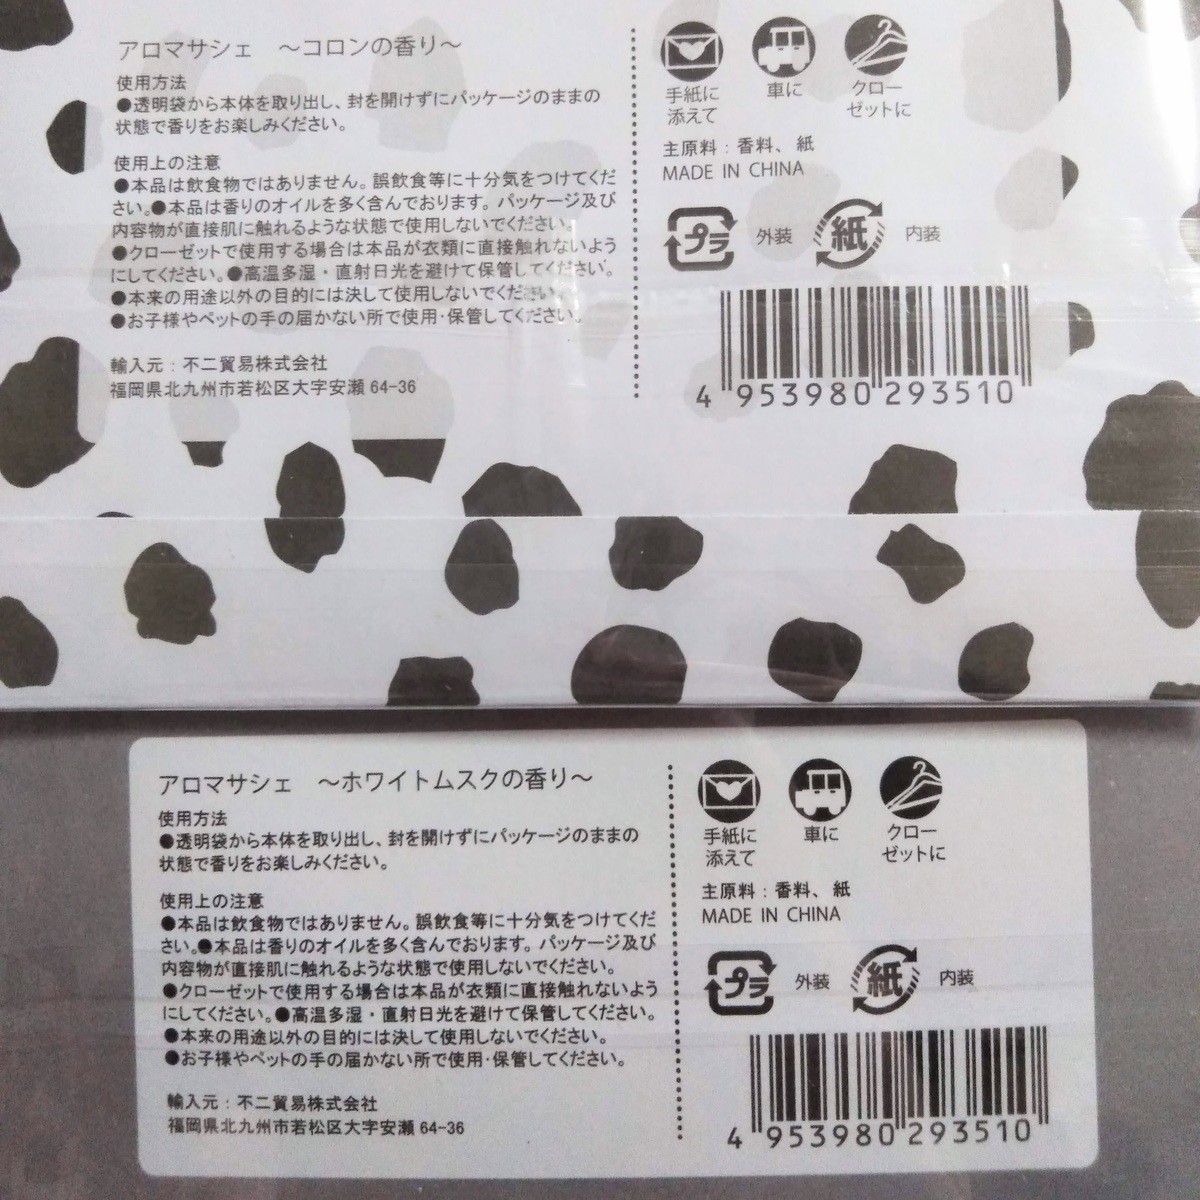 アロマサシェ　～コロンの香り～
使用方法
●透明袋から本体を取り出し、封を開けずにパッケージのままの
状態で香りをお楽しみください。
使用上の注意
●本品は飲食物ではありません。誤飲食等に十分気をつけてくだ
さい。●本品は香りのオイルを多く含んでおります。パッケージ及び
内容物が直接肌に触れるような状態で使用しないでください。
●クローゼットで使用する場合は本品が衣類に直接触れないよう
にしてください。●高温多湿・直射日光を避けて保管してください。
●本来の用途以外の目的には決して使用しないでください。
●お子様やペットの手の届かない所で使用・保管してください。
輸入元：不二貿易株式会社
福岡県北九州市若松区大字安瀬 64-36
手紙に
添えて
車に
クロー
ゼットに
主原料：香料、紙
MADE IN CHINA
プラ 外装 紙 内装
4 953980 293510
アロマサシェ　～ホワイトムスクの香り～
使用方法
●透明袋から本体を取り出し、封を開けずにパッケージのままの
状態で香りをお楽しみください。
使用上の注意
●本品は飲食物ではありません。誤飲食等に十分気をつけてくだ
さい。●本品は香りのオイルを多く含んでおります。パッケージ及び
内容物が直接肌に触れるような状態で使用しないでください。
●クローゼットで使用する場合は本品が衣類に直接触れないよう
にしてください。●高温多湿・直射日光を避けて保管してください。
●本来の用途以外の目的には決して使用しないでください。
●お子様やペットの手の届かない所で使用・保管してください。
輸入元：不二貿易株式会社
福岡県北九州市若松区大字安瀬 64-36
手紙に
添えて
車に
クロー
ゼットに
主原料：香料、紙
MADE IN CHINA
プラ 外装 紙 内装
4 953980 293510